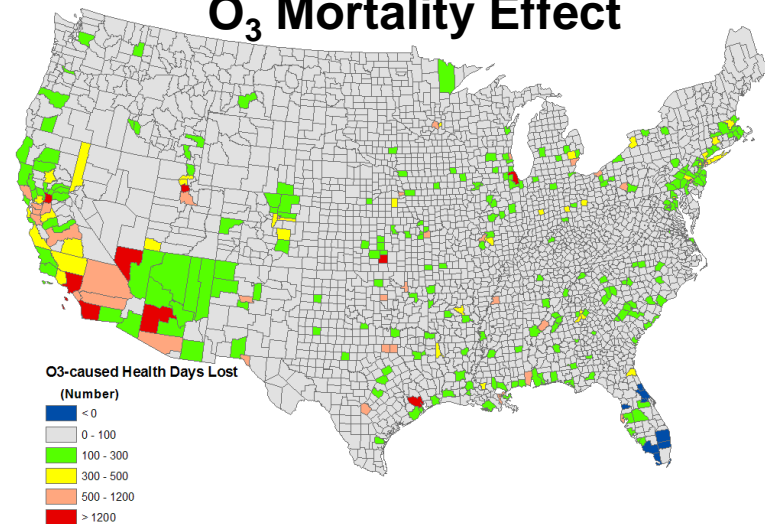 O3 Mortality Effect
O3-caused Health Days Lost
(Number)
< 0
0 - 100
100 - 300
300 - 500
500 - 1200
> 1200